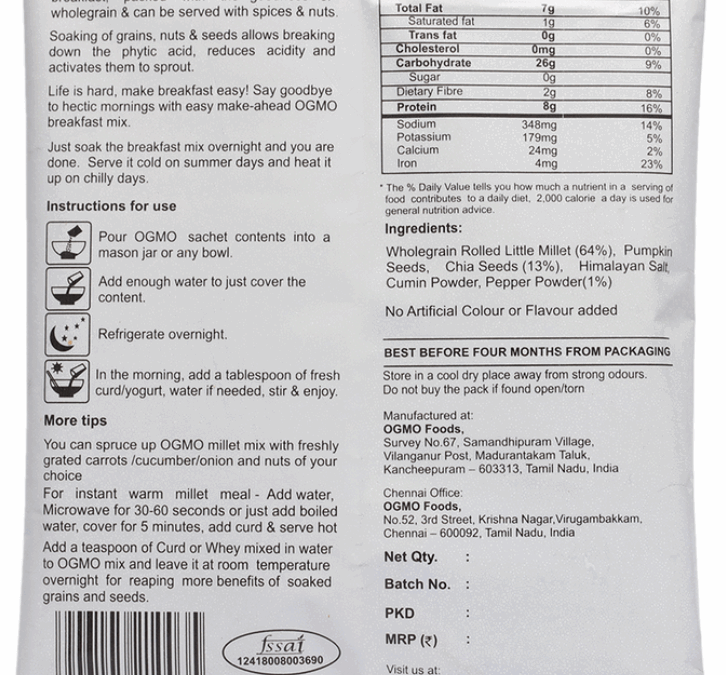 wholegrain & can be served with spices & nuts.
Soaking of grains, nuts & seeds allows breaking
down the phytic acid, reduces acidity and
activates them to sprout.
Life is hard, make breakfast easy! Say goodbye
to hectic mornings with easy make-ahead OGMO
breakfast mix.
Just soak the breakfast mix overnight and you are
done. Serve it cold on summer days and heat it
up on chilly days.
Instructions for use
Pour OGMO sachet contents into a
mason jar or any bowl.
Add enough water to just cover the
content.
Refrigerate overnight.
In the morning, add a tablespoon of fresh
curd/yogurt, water if needed, stir & enjoy.
More tips
You can spruce up OGMO millet mix with freshly
grated carrots /cucumber/onion and nuts of your
choice
For instant warm millet meal - Add water,
Microwave for 30-60 seconds or just add boiled
water, cover for 5 minutes, add curd & serve hot
Add a teaspoon of Curd or Whey mixed in water
to OGMO mix and leave it at room temperature
overnight for reaping more benefits of soaked
grains and seeds.
fssai
12418008003690
Total Fat 7g 10%
Saturated fat 1g 6%
Trans fat 0g 0%
Cholesterol 0mg 0%
Carbohydrate 26g 9%
Sugar 0g
Dietary Fibre 2g 8%
Protein 8g 16%
Sodium 348mg 14%
Potassium 179mg 5%
Calcium 24mg 2%
Iron 4mg 23%
* The % Daily Value tells you how much a nutrient in a serving of
food contributes to a daily diet, 2,000 calorie a day is used for
general nutrition advice.
Ingredients:
Wholegrain Rolled Little Millet (64%), Pumpkin
Seeds, Chia Seeds (13%), Himalayan Salt,
Cumin Powder, Pepper Powder(1%)
No Artificial Colour or Flavour added
BEST BEFORE FOUR MONTHS FROM PACKAGING
Store in a cool dry place away from strong odours.
Do not buy the pack if found open/torn
Manufactured at:
OGMO Foods,
Survey No.67, Samandhipuram Village,
Vilanganur Post, Madurantakam Taluk,
Kancheepuram – 603313, Tamil Nadu, India
Chennai Office:
OGMO Foods,
No.52, 3rd Street, Krishna Nagar,Virugambakkam,
Chennai – 600092, Tamil Nadu, India
Net Qty. :
Batch No. :
PKD :
MRP (₹) :
Visit us at: